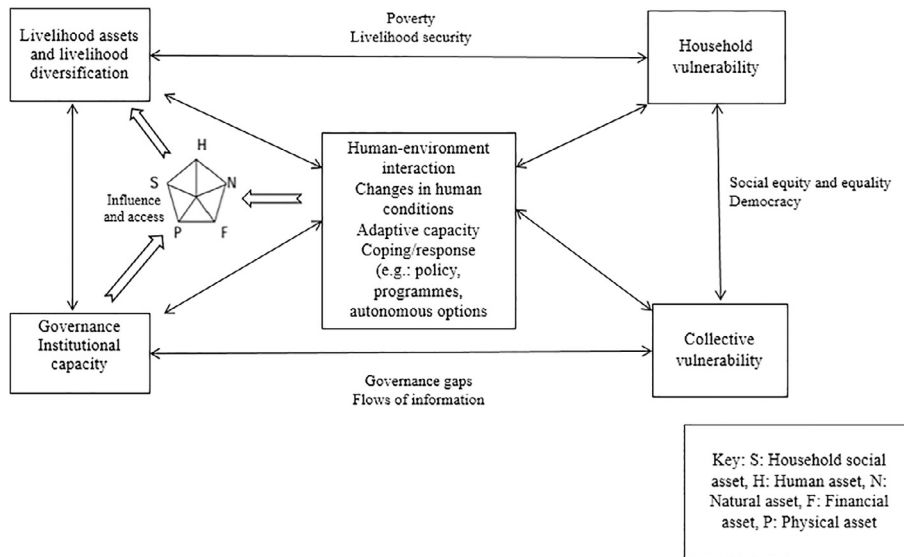 Poverty
Livelihood security
Livelihood assets
and livelihood
diversification
Household
vulnerability
H
S
N
Influence
and access
P
F
Human-environment
interaction
Changes in human
conditions
Adaptive capacity
Coping/response
(e.g.: policy,
programmes,
autonomous options
Social equity and equality
Democracy
Governance
Institutional
capacity
Collective
vulnerability
Governance gaps
Flows of information
Key: S: Household social
asset, H: Human asset, N:
Natural asset, F: Financial
asset, P: Physical asset